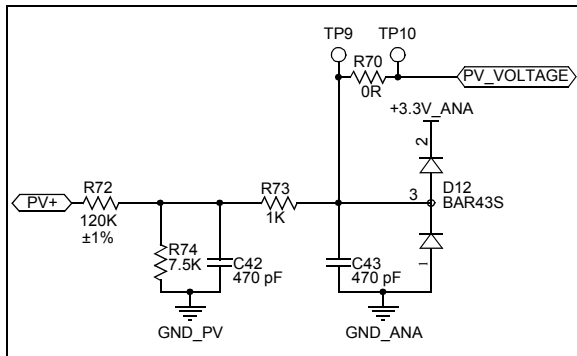 TP9 TP10
R70
0R
PV_VOLTAGE
+3.3V_ANA
2
PV+
R72
120K
±1%
R73
1K
3
D12
BAR43S
R74
7.5K
C42
470 pF
C43
470 pF
1
GND_PV
GND_ANA